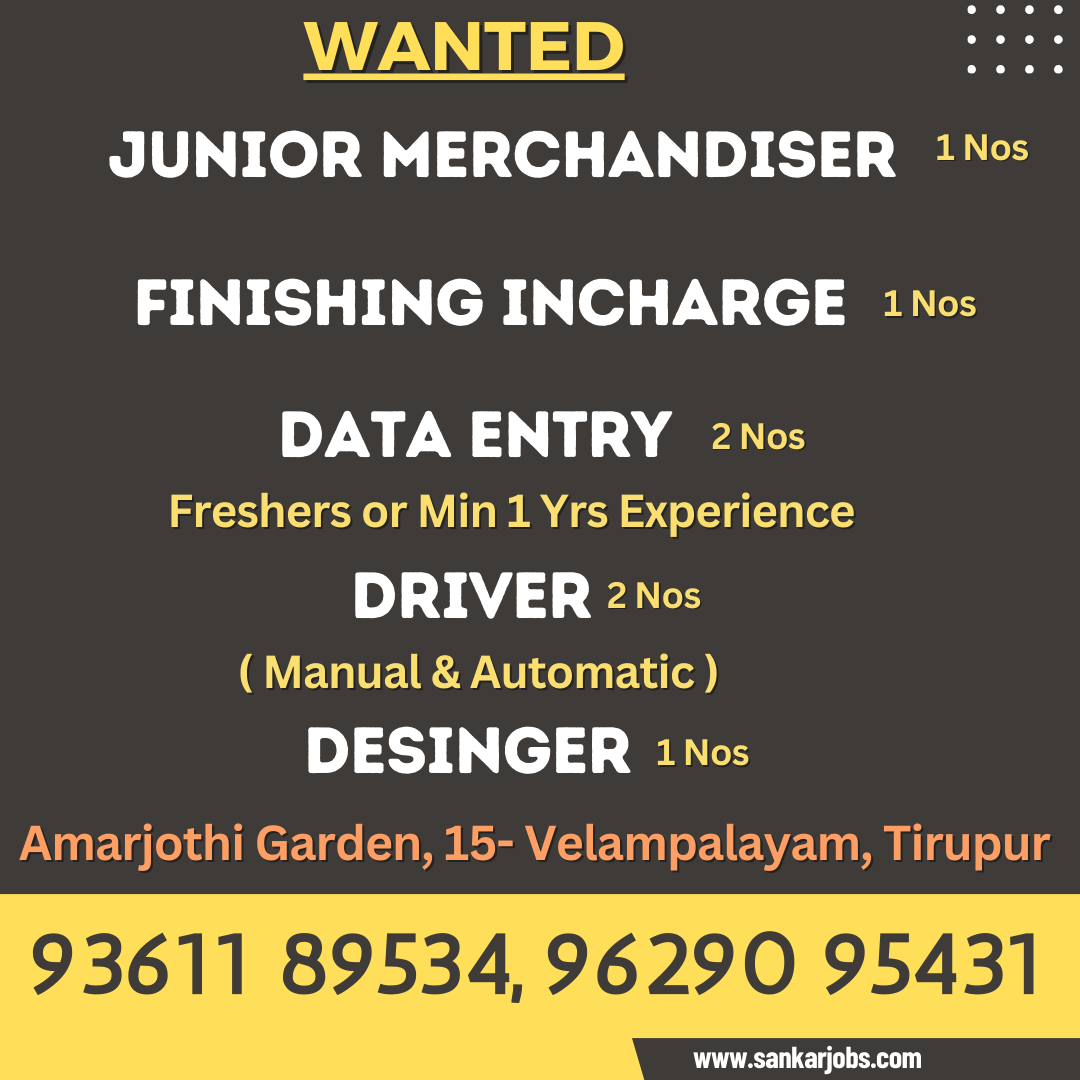 WANTED
JUNIOR MERCHANDISER 1 Nos
FINISHING INCHARGE 1 Nos
DATA ENTRY 2 Nos
Freshers or Min 1 Yrs Experience
DRIVER 2 Nos
( Manual & Automatic )
DESINGER 1 Nos
Amarjothi Garden, 15- Velampalayam, Tirupur
93611 89534, 96290 95431
www.sankarjobs.com